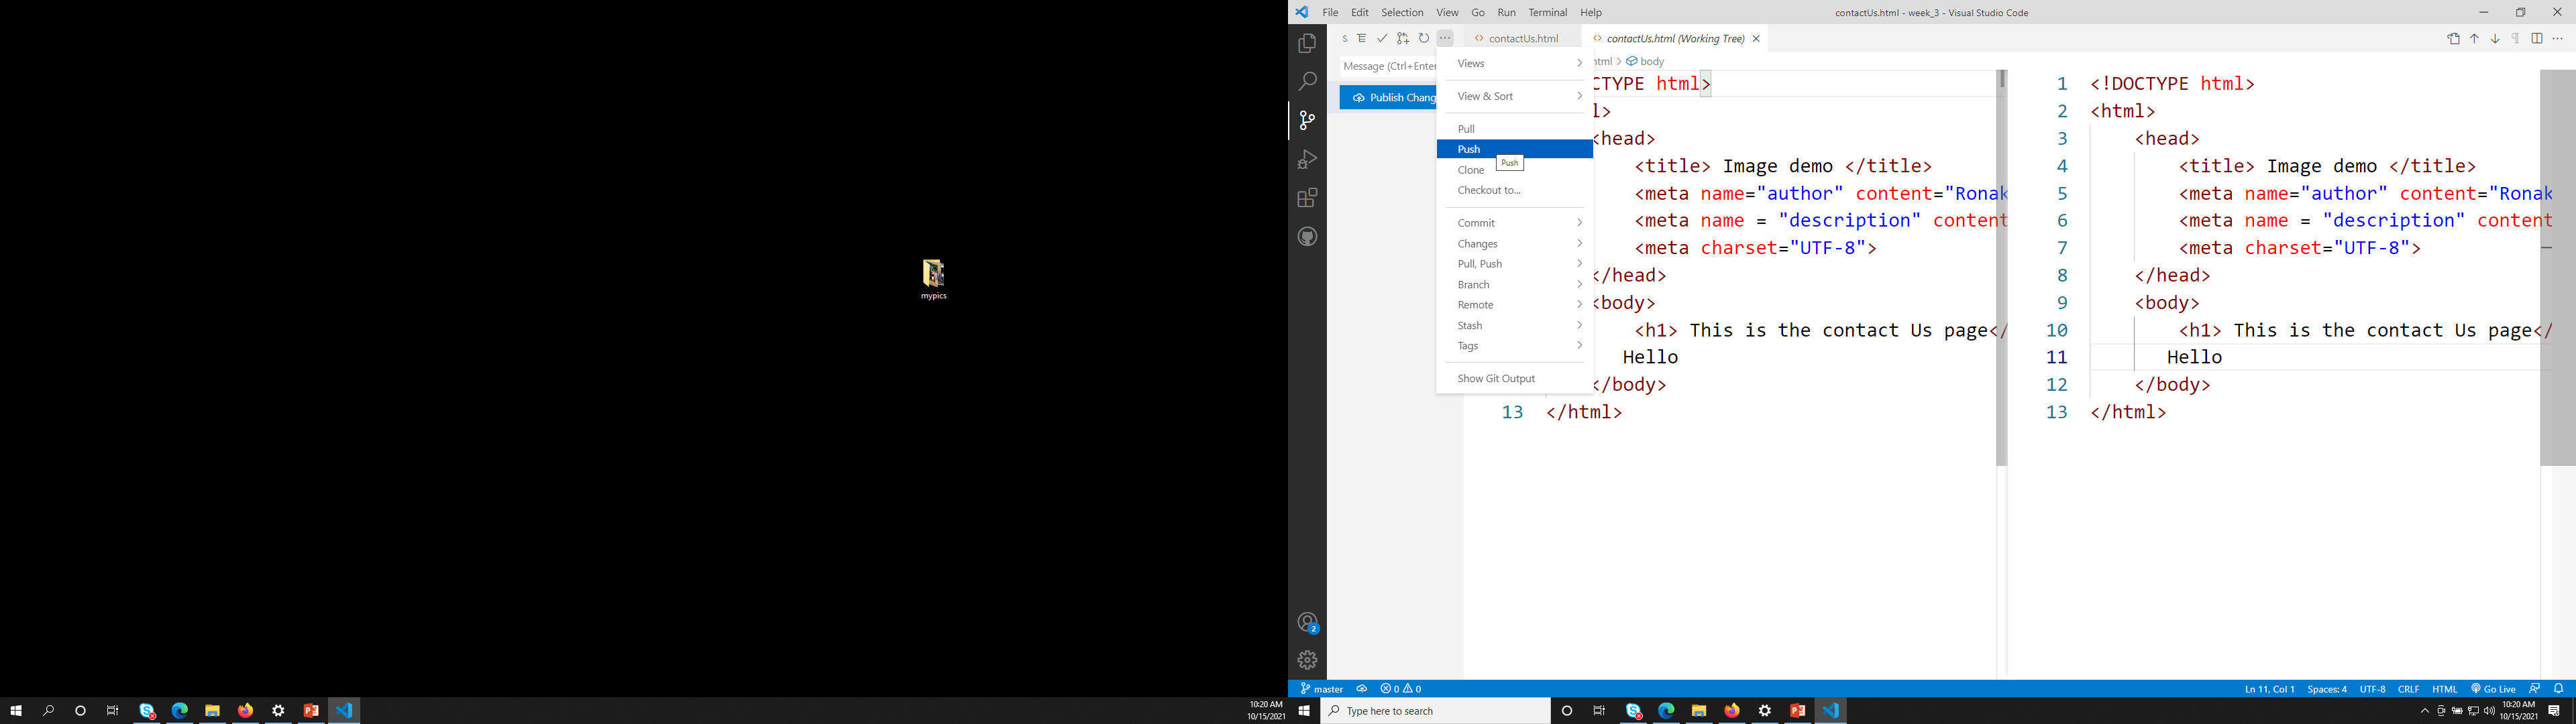 mypics
10:20 AM
10/15/2021
File Edit Selection View Go Run Terminal Help
contactUs.html - week_3 - Visual Studio Code
S
contactUs.html
contactUs.html (Working Tree)
Message (Ctrl+Enter
Publish Chang
2
Views
View & Sort
Pull
Push
Push
Clone
Checkout to...
Commit
Changes
Pull, Push
Branch
Remote
Stash
Tags
Show Git Output
html > body
CTYPE html>
l>
<head>
<title> Image demo </title>
<meta name="author" content="Ronak
<meta name = "description" content
<meta charset="UTF-8">
</head>
<body>
<h1> This is the contact Us page</
Hello
</body>
13 </html>
1 <!DOCTYPE html>
2 <html>
3 <head>
4 <title> Image demo </title>
5 <meta name="author" content="Ronak
6 <meta name = "description" content
7 <meta charset="UTF-8">
8 </head>
9 <body>
10 <h1> This is the contact Us page</
11 Hello
12 </body>
13 </html>
master 0 0
Ln 11, Col 1 Spaces: 4 UTF-8 CRLF HTML Go Live
Type here to search
10:20 AM
10/15/2021